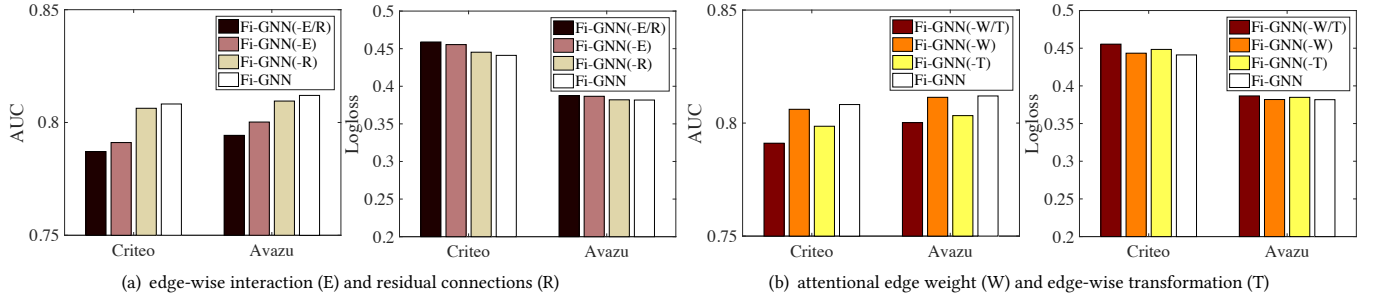 0.85
0.8
0.75
AUC
Criteo
Avazu
Fi-GNN(-E/R)
Fi-GNN(-E)
Fi-GNN(-R)
Fi-GNN
0.5
0.45
0.4
0.35
0.3
0.25
0.2
Logloss
Criteo
Avazu
Fi-GNN(-E/R)
Fi-GNN(-E)
Fi-GNN(-R)
Fi-GNN
(a) edge-wise interaction (E) and residual connections (R)
0.85
0.8
0.75
AUC
Criteo
Avazu
Fi-GNN(-W/T)
Fi-GNN(-W)
Fi-GNN(-T)
Fi-GNN
0.5
0.45
0.4
0.35
0.3
0.25
0.2
Logloss
Criteo
Avazu
Fi-GNN(-W/T)
Fi-GNN(-W)
Fi-GNN(-T)
Fi-GNN
(b) attentional edge weight (W) and edge-wise transformation (T)